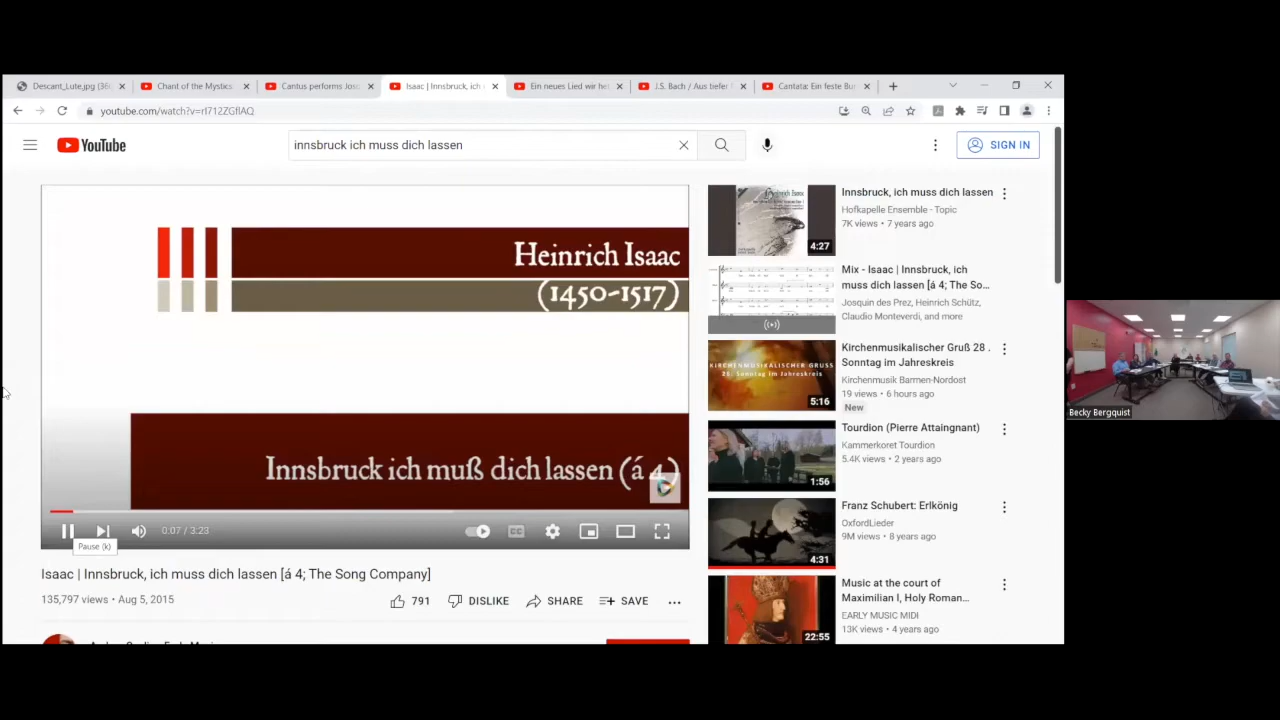 Descant_Lute.jpg (36
Chant of the Mystics:
Cantus performs Josq
Isaac | Innsbruck, ich
Ein neues Lied wir he
J.S. Bach / Aus tiefer
Cantata: Ein feste Bu
youtube.com/watch?v=rI712ZGflAQ
YouTube
innsbruck ich muss dich lassen
SIGN IN
Heinrich Isaac
(1450-1517)
Innsbruck ich muß dich lassen (á 4)
0:07 / 3:23
CC
Pause (k)
Isaac | Innsbruck, ich muss dich lassen [á 4; The Song Company]
135,797 views • Aug 5, 2015
791
DISLIKE
SHARE
SAVE
Innsbruck, ich muss dich lassen
Hofkapelle Ensemble - Topic
7K views • 7 years ago
4:27
Mix - Isaac | Innsbruck, ich
muss dich lassen [á 4; The So...
Josquin des Prez, Heinrich Schütz,
Claudio Monteverdi, and more
KIRCHENMUSIKALISCHER GRUSS
Kirchenmusikalischer Gruß 28 .
Sonntag im Jahreskreis
Kirchenmusik Barmen-Nordost
19 views • 6 hours ago
New
5:16
Tourdion (Pierre Attaingnant)
Kammerkoret Tourdion
5.4K views • 2 years ago
1:56
Franz Schubert: Erlkönig
OxfordLieder
9M views • 8 years ago
4:31
Music at the court of
Maximilian I, Holy Roman...
EARLY MUSIC MIDI
13K views • 4 years ago
22:55
Becky Bergquist